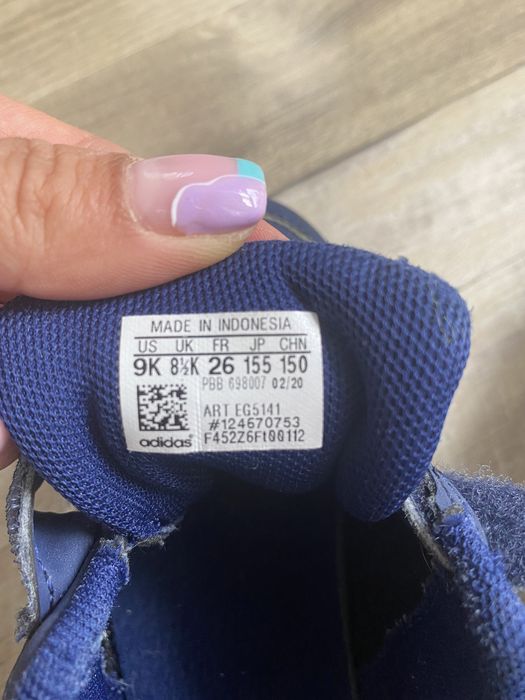 MADE IN INDONESIA
US UK FR JP CHN
9K 8½K 26 155 150
PBB 698007 02/20
ART EG5141
#124670753
adidas® F452Z6Ft00112